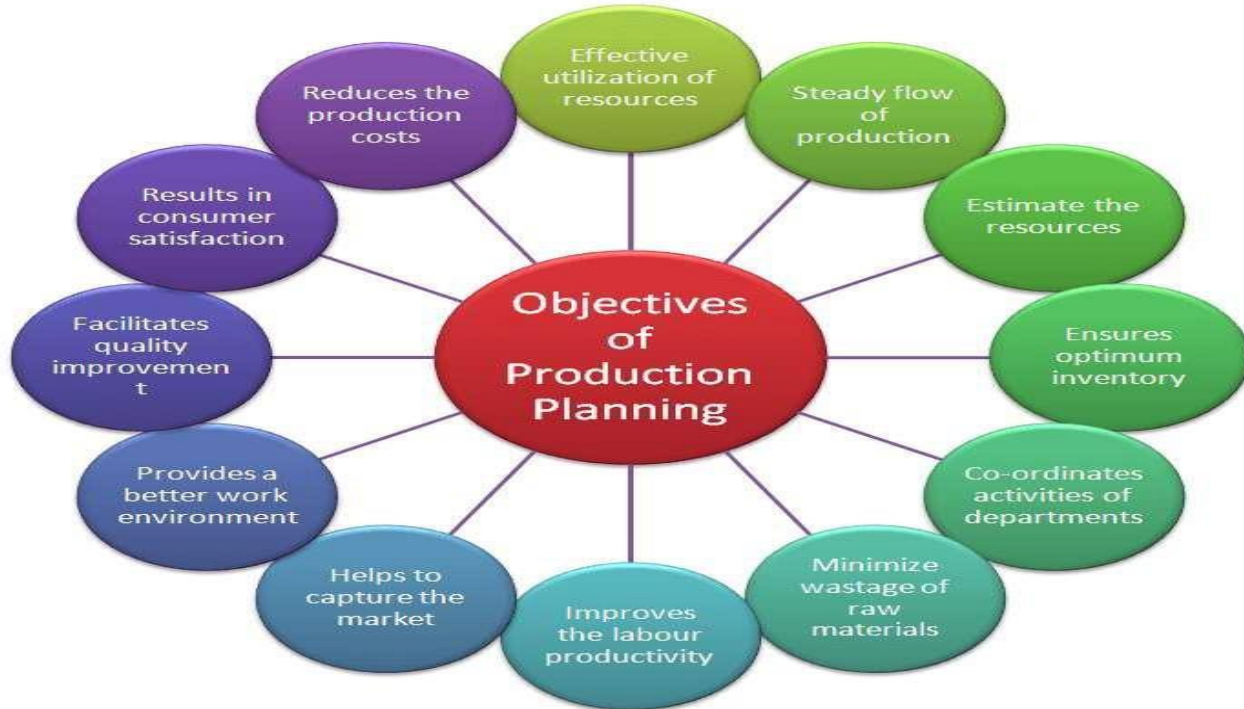 Objectives
of
Production
Planning
Effective
utilization of
resources
Steady flow
of
production
Estimate the
resources
Ensures
optimum
inventory
Co-ordinates
activities of
departments
Minimize
wastage of
raw
materials
Improves
the labour
productivity
Helps to
capture the
market
Provides a
better work
environment
Facilitates
quality
improvemen
t
Results in
consumer
satisfaction
Reduces the
production
costs